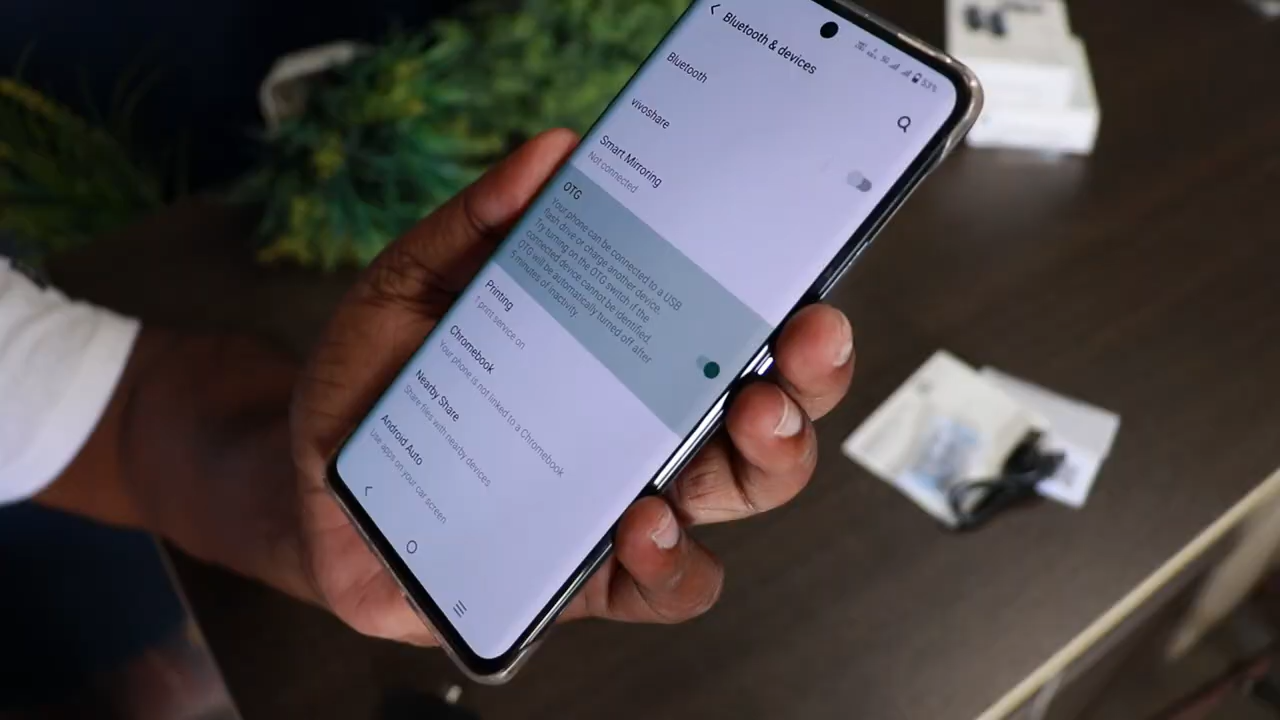 Bluetooth & devices
53%
Bluetooth
vivoshare
Smart Mirroring
Not connected
OTG
Your phone can be connected to a USB
flash drive or charge another device.
Try turning on the OTG switch if the
connected device cannot be identified.
OTG will be automatically turned off after
5 minutes of inactivity.
Printing
1 print service on
Chromebook
Your phone is not linked to a Chromebook
Nearby Share
Share files with nearby devices
Android Auto
Use apps on your car screen